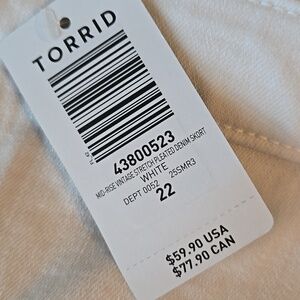 TORRID
43800523
MID-RISE VINTAGE STRETCH PLEATED DENIM SKORT
WHITE
DEPT 0052 25SMR3
22
$59.90 USA
$77.90 CAN